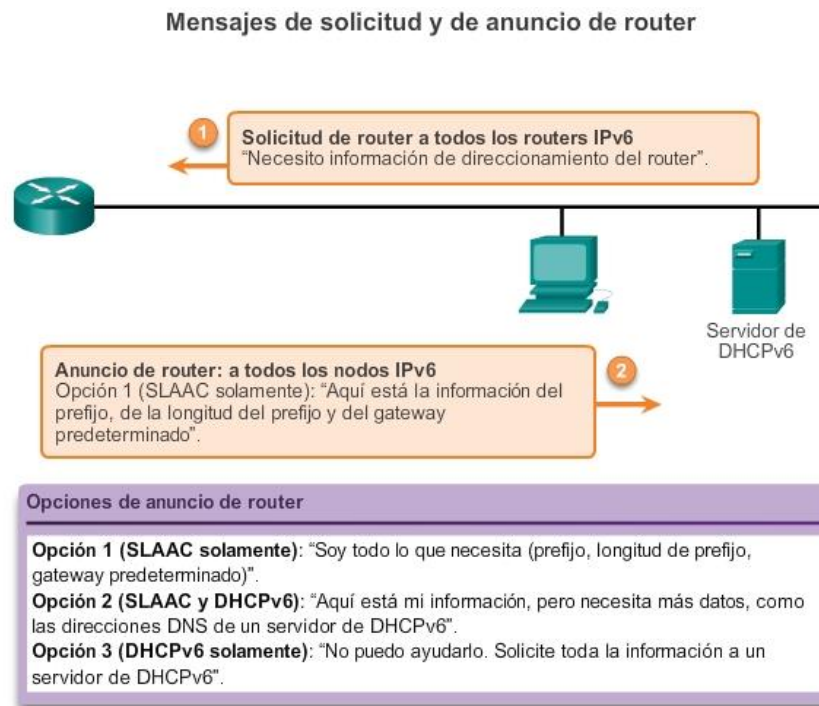 Mensajes de solicitud y de anuncio de router
1
Solicitud de router a todos los routers IPv6
“Necesito información de direccionamiento del router”.
Servidor de
DHCPv6
Anuncio de router: a todos los nodos IPv6
Opción 1 (SLAAC solamente): “Aquí está la información del
prefijo, de la longitud del prefijo y del gateway
predeterminado”.
2
Opciones de anuncio de router
Opción 1 (SLAAC solamente): “Soy todo lo que necesita (prefijo, longitud de prefijo,
gateway predeterminado)”.
Opción 2 (SLAAC y DHCPv6): “Aquí está mi información, pero necesita más datos, como
las direcciones DNS de un servidor de DHCPv6”.
Opción 3 (DHCPv6 solamente): “No puedo ayudarlo. Solicite toda la información a un
servidor de DHCPv6”.